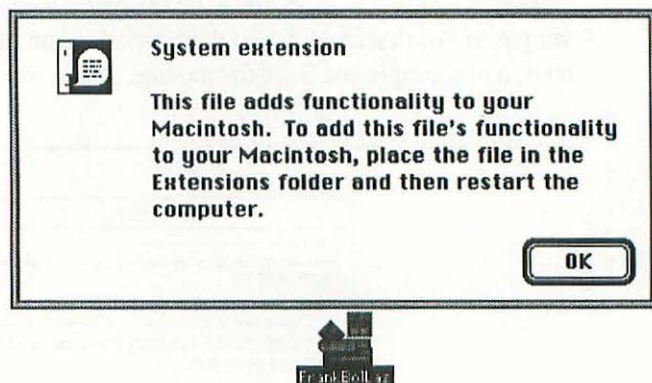 System extension
This file adds functionality to your
Macintosh. To add this file's functionality
to your Macintosh, place the file in the
Extensions folder and then restart the
computer.
OK